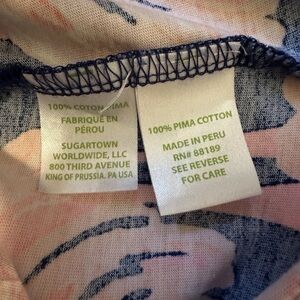 100% COTON PIMA
FABRIQUÉ EN
PÉROU
SUGARTOWN
WORLDWIDE, LLC
800 THIRD AVENUE
KING OF PRUSSIA. PA USA
100% PIMA COTTON
MADE IN PERU
RN# 88189
SEE REVERSE
FOR CARE